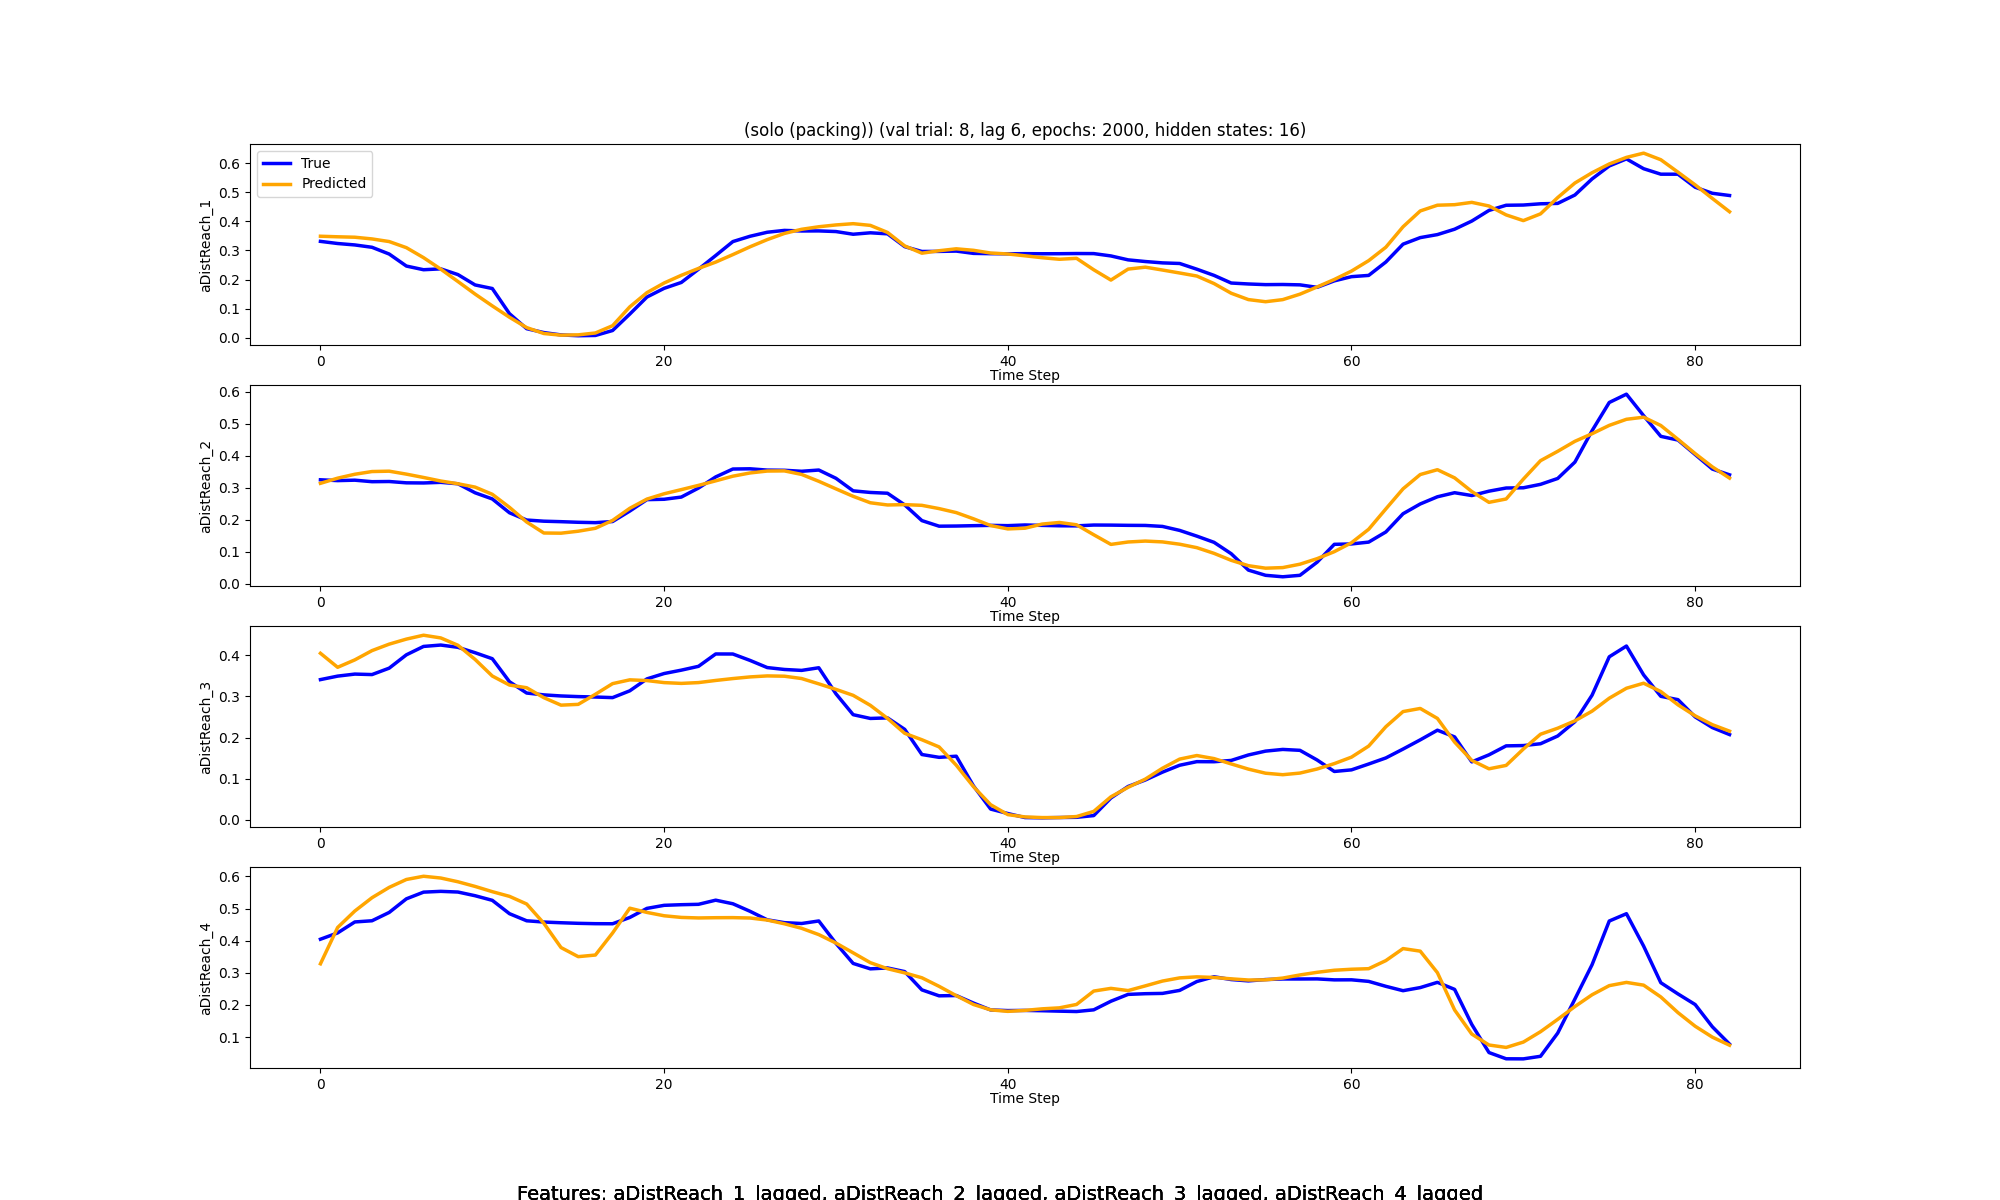 (solo (packing)) (val trial: 8, lag 6, epochs: 2000, hidden states: 16)
True
Predicted
aDistReach_1
0.6
0.5
0.4
0.3
0.2
0.1
0.0
0 20 40 60 80
Time Step
aDistReach_2
0.6
0.5
0.4
0.3
0.2
0.1
0.0
0 20 40 60 80
Time Step
aDistReach_3
0.4
0.3
0.2
0.1
0.0
0 20 40 60 80
Time Step
aDistReach_4
0.6
0.5
0.4
0.3
0.2
0.1
0 20 40 60 80
Time Step
Features: aDistReach_1_lagged, aDistReach_2_lagged, aDistReach_3_lagged, aDistReach_4_lagged